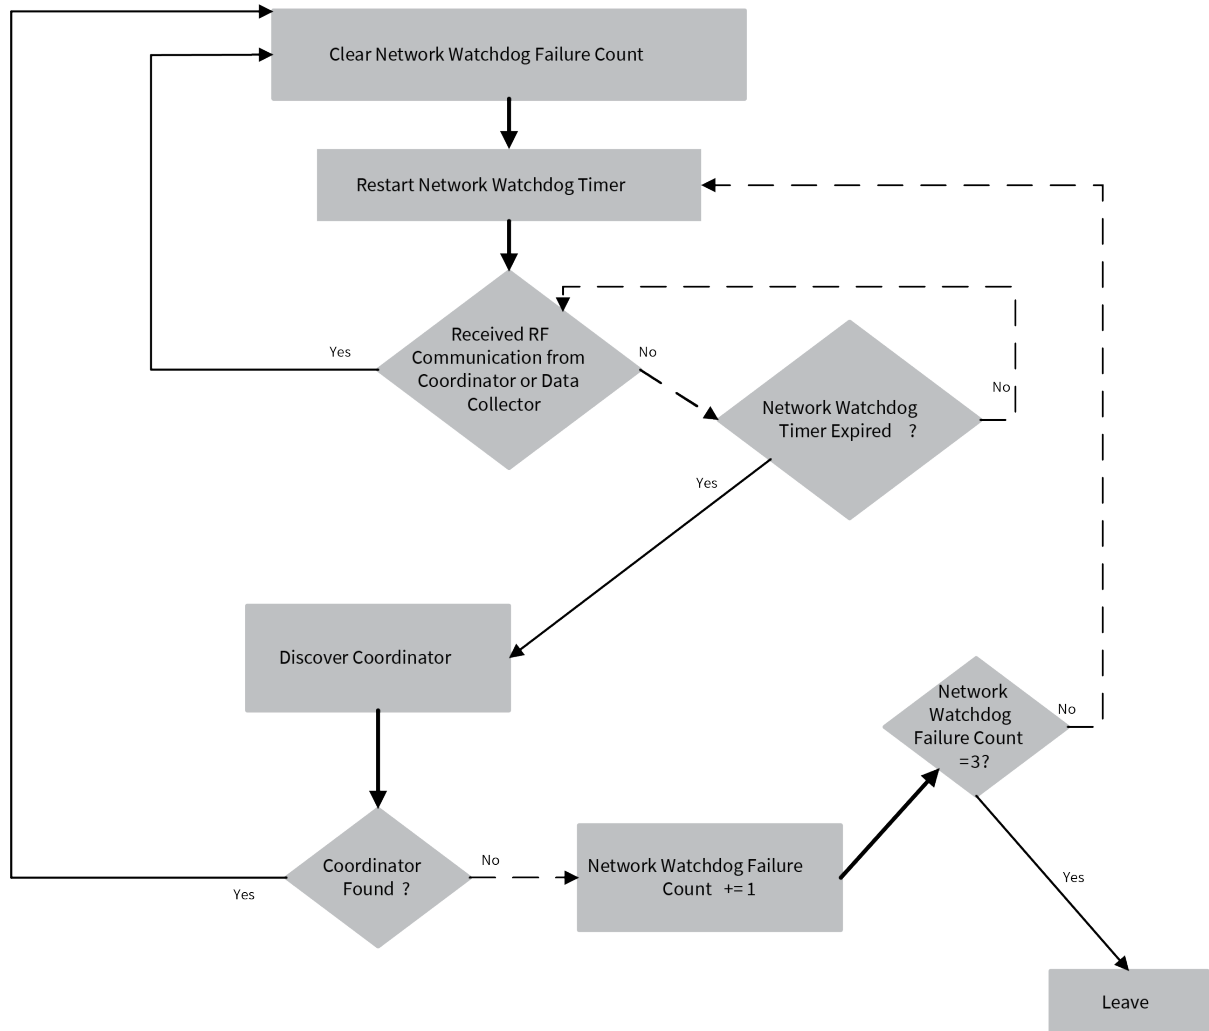 Clear Network Watchdog Failure Count
Restart Network Watchdog Timer
Received RF
Communication from
Coordinator or Data
Collector
Yes
No
Network Watchdog
Timer Expired ?
No
Yes
Discover Coordinator
Network
Watchdog
Failure Count
=3?
No
Coordinator
Found ?
Yes
No
Network Watchdog Failure
Count += 1
Yes
Leave